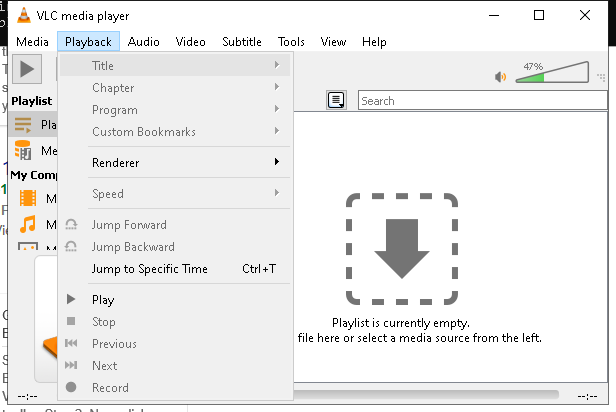 VLC media player
Media Playback Audio Video Subtitle Tools View Help
Title
Chapter
Program
Custom Bookmarks
Renderer
Speed
Jump Forward
Jump Backward
Jump to Specific Time Ctrl+T
Play
Stop
Previous
Next
Record
47%
Search
Playlist
Pla
Me
My Comp
M
M
M
Playlist is currently empty.
file here or select a media source from the left.
--:-- --:--